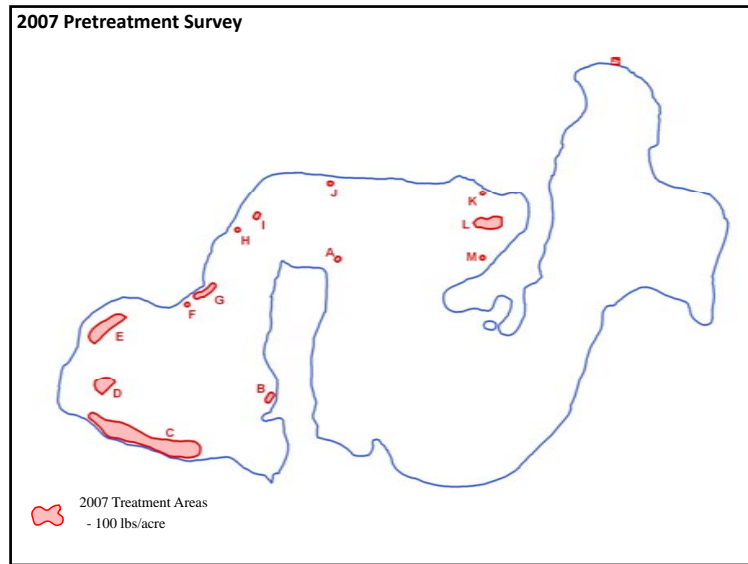 2007 Pretreatment Survey
J
K
I
L
H
A
M
G
F
E
D
B
C
2007 Treatment Areas
- 100 lbs/acre